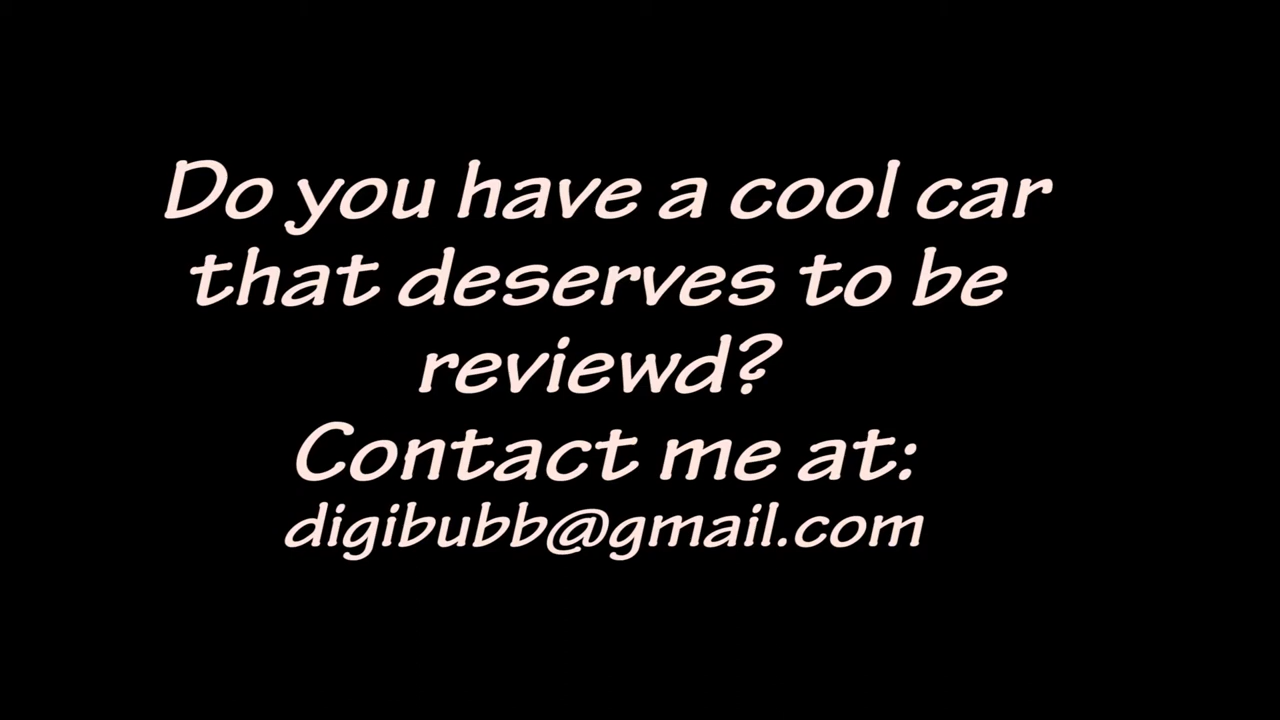 Do you have a cool car
that deserves to be
reviewd?
Contact me at:
digibubb@gmail.com